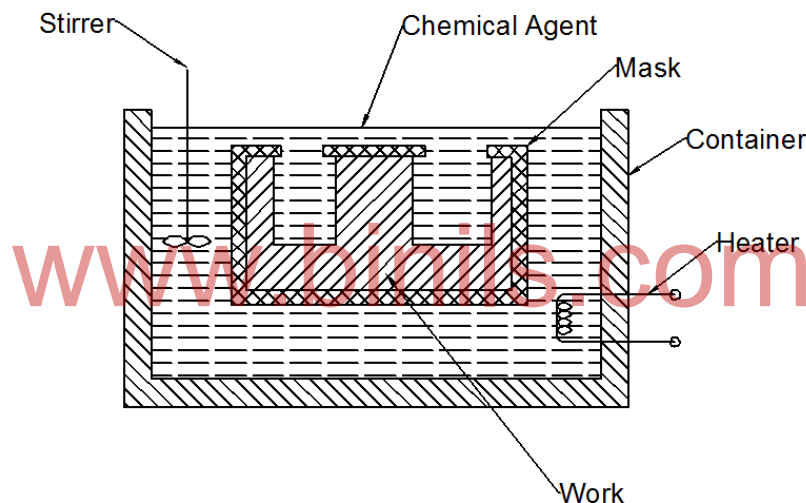 Stirrer
Chemical Agent
Mask
Container
www.binils.com
Heater
Work